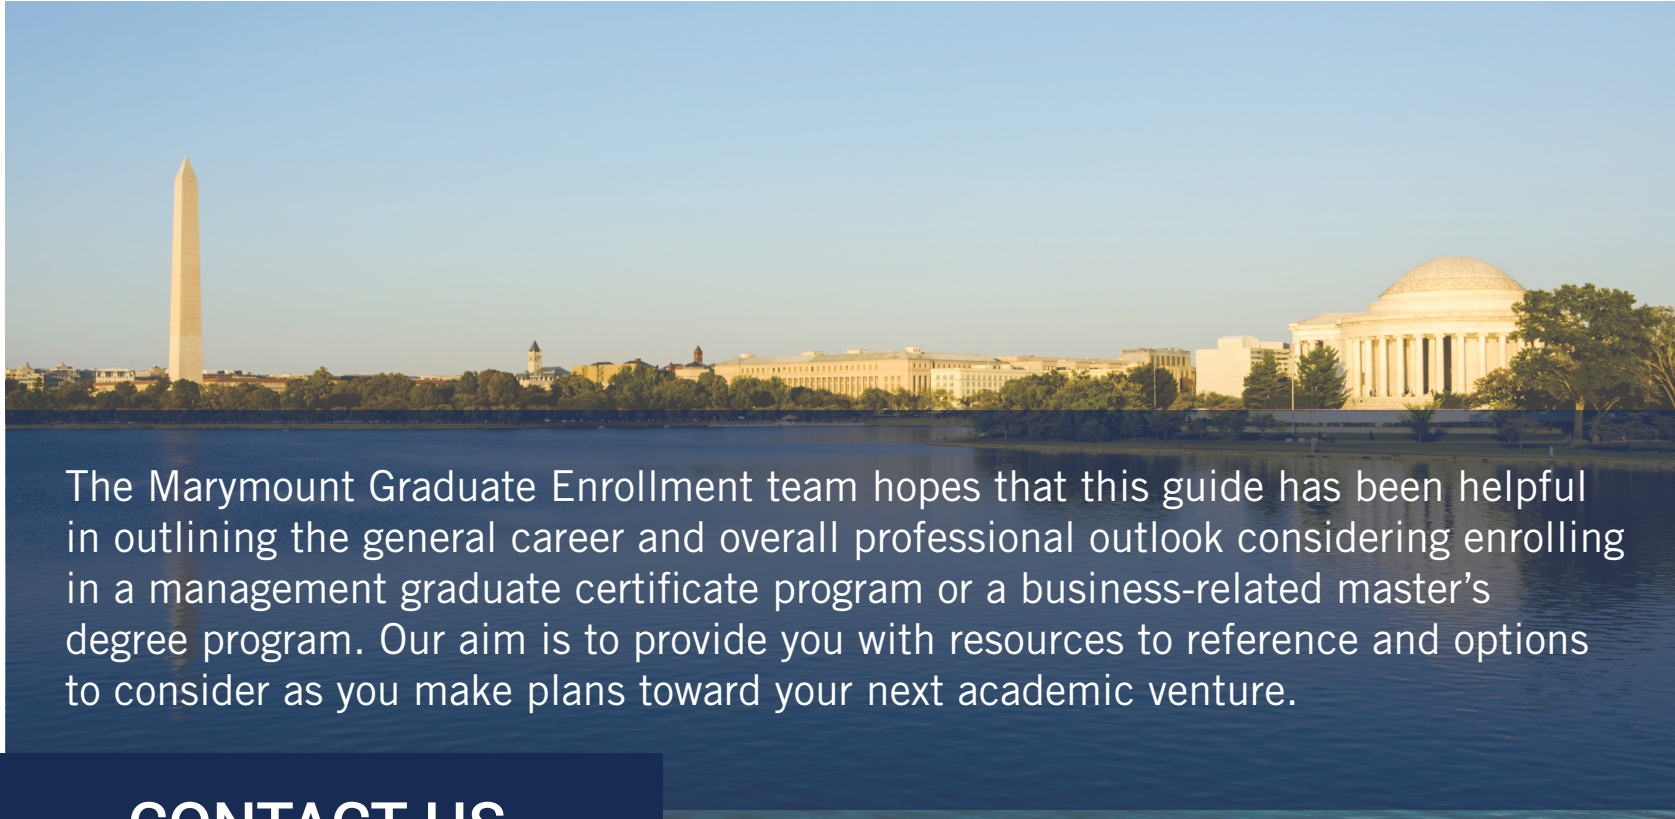 The Marymount Graduate Enrollment team hopes that this guide has been helpful
in outlining the general career and overall professional outlook considering enrolling
in a management graduate certificate program or a business-related master’s
degree program. Our aim is to provide you with resources to reference and options
to consider as you make plans toward your next academic venture.
CONTACT US